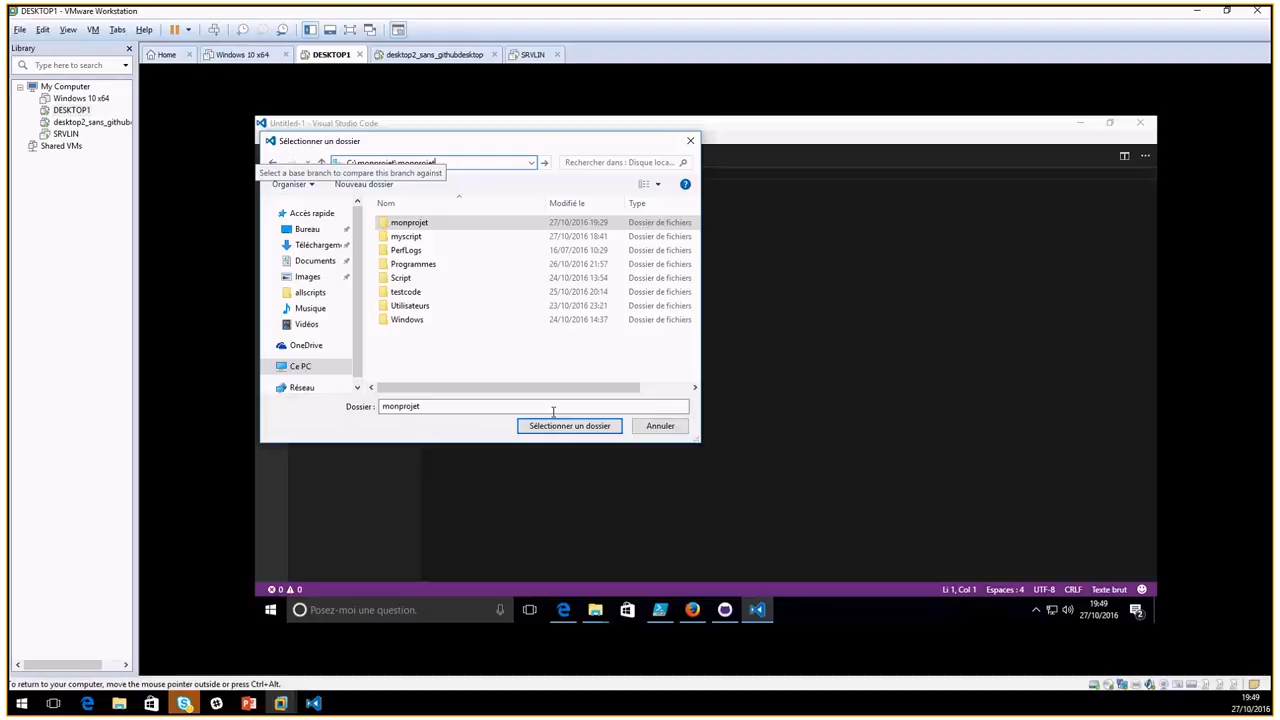 DESKTOP1 - VMware Workstation
File Edit View VM Tabs Help
Library
Home Windows 10 x64 DESKTOP1 desktop2_sans_githubdesktop SRVLIN
Type here to search
My Computer
Windows 10 x64
DESKTOP1
desktop2_sans_githubd
SRVLIN
Shared VMs
Untitled-1 - Visual Studio Code
Sélectionner un dossier
C:\monprojet\monprojet
Rechercher dans : Disque loca...
Select a base branch to compare this branch against
Organiser Nouveau dossier
Nom Modifié le Type
Accès rapide
Bureau
Téléchargem
Documents
Images
allscripts
Musique
Vidéos
OneDrive
Ce PC
Réseau
monprojet 27/10/2016 19:29 Dossier de fichiers
myscript 27/10/2016 18:41 Dossier de fichiers
PerfLogs 16/07/2016 10:29 Dossier de fichiers
Programmes 26/10/2016 21:57 Dossier de fichiers
Script 24/10/2016 13:54 Dossier de fichiers
testcode 25/10/2016 20:14 Dossier de fichiers
Utilisateurs 23/10/2016 23:21 Dossier de fichiers
Windows 24/10/2016 14:37 Dossier de fichiers
Dossier : monprojet
Sélectionner un dossier Annuler
0 0 Li 1, Col 1 Espaces : 4 UTF-8 CRLF Texte brut
Posez-moi une question.
19:49
27/10/2016
2
To return to your computer, move the mouse pointer outside or press Ctrl+Alt.
19:49
27/10/2016